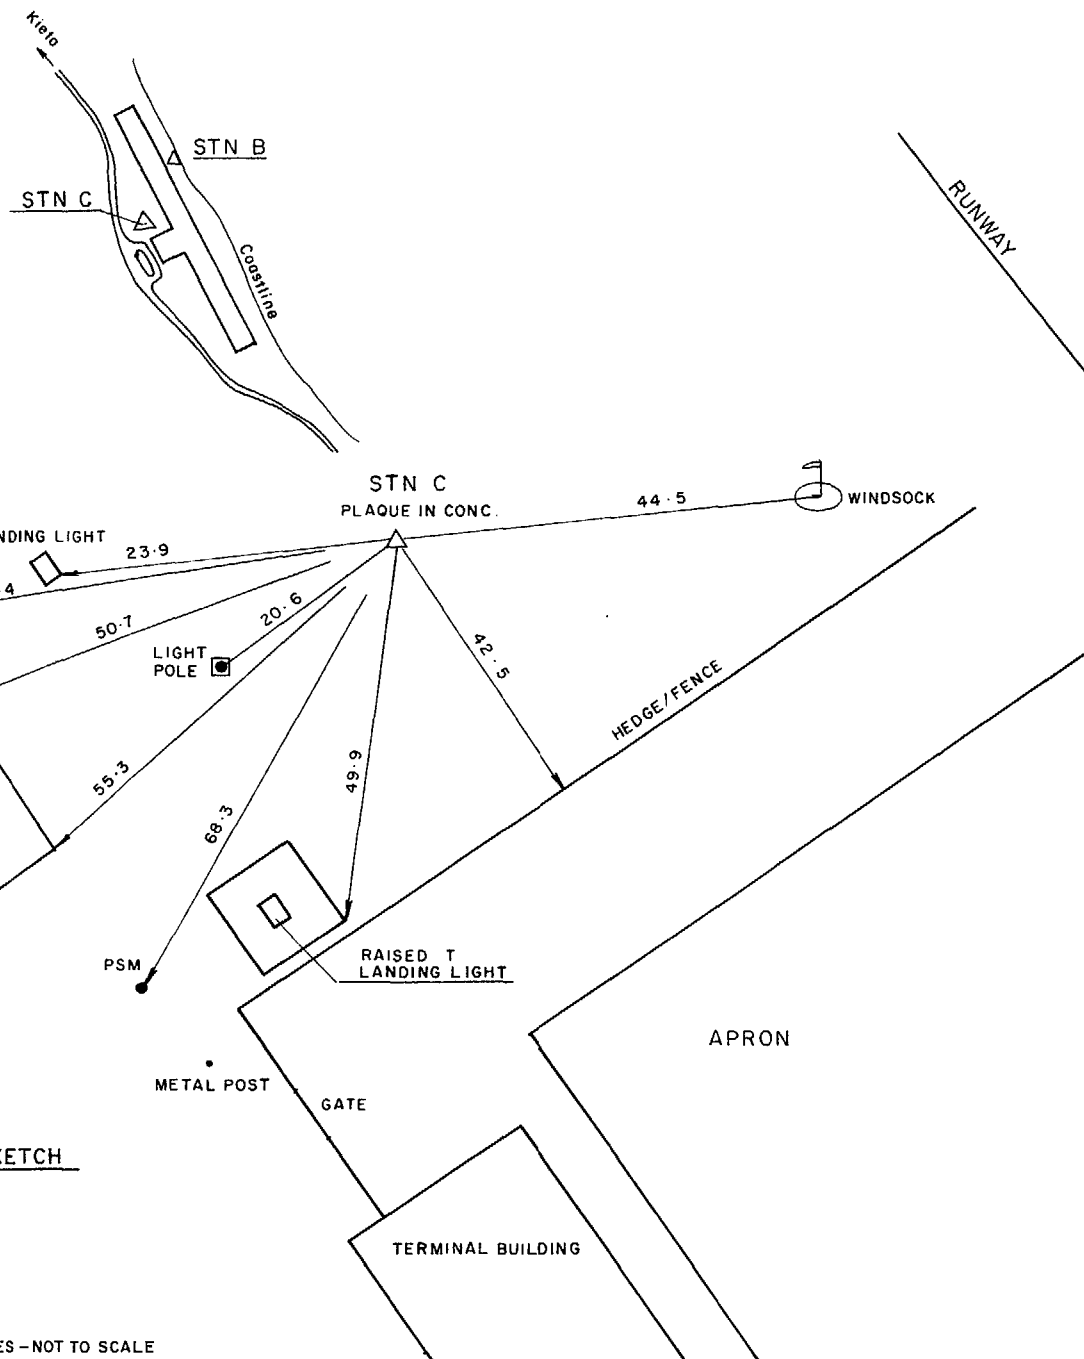 Kieta
STN B
STN C
Coastline
RUNWAY
STN C
PLAQUE IN CONC.
44.5
WINDSOCK
NDING LIGHT
23.9
4
50.7
20.6
LIGHT
POLE
42.5
HEDGE/FENCE
55.3
49.9
68.3
PSM
RAISED T
LANDING LIGHT
APRON
METAL POST
GATE
KETCH
TERMINAL BUILDING
ES - NOT TO SCALE